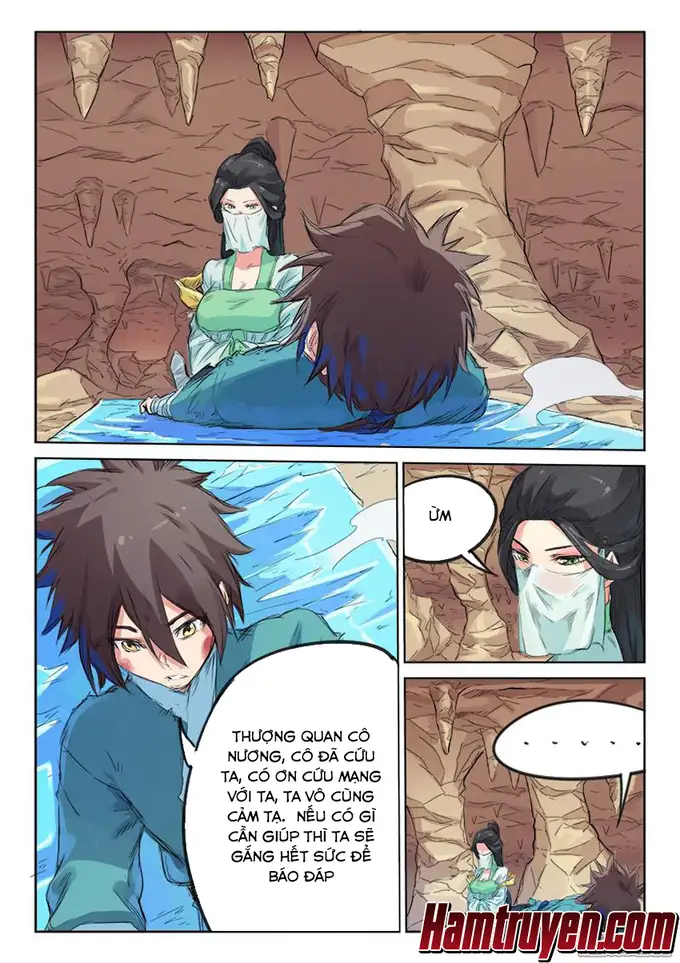 ỪM
THƯỢNG QUAN CÔ
NƯƠNG, CÔ ĐÃ CỨU
TA, CÓ ƠN CỨU MẠNG
VỚI TA, TA VÔ CÙNG
CẢM TẠ. NẾU CÓ GÌ
CẦN GIÚP THÌ TA SẼ
GẮNG HẾT SỨC ĐỂ
BÁO ĐÁP
. . . . . .
Hamtruyen.com